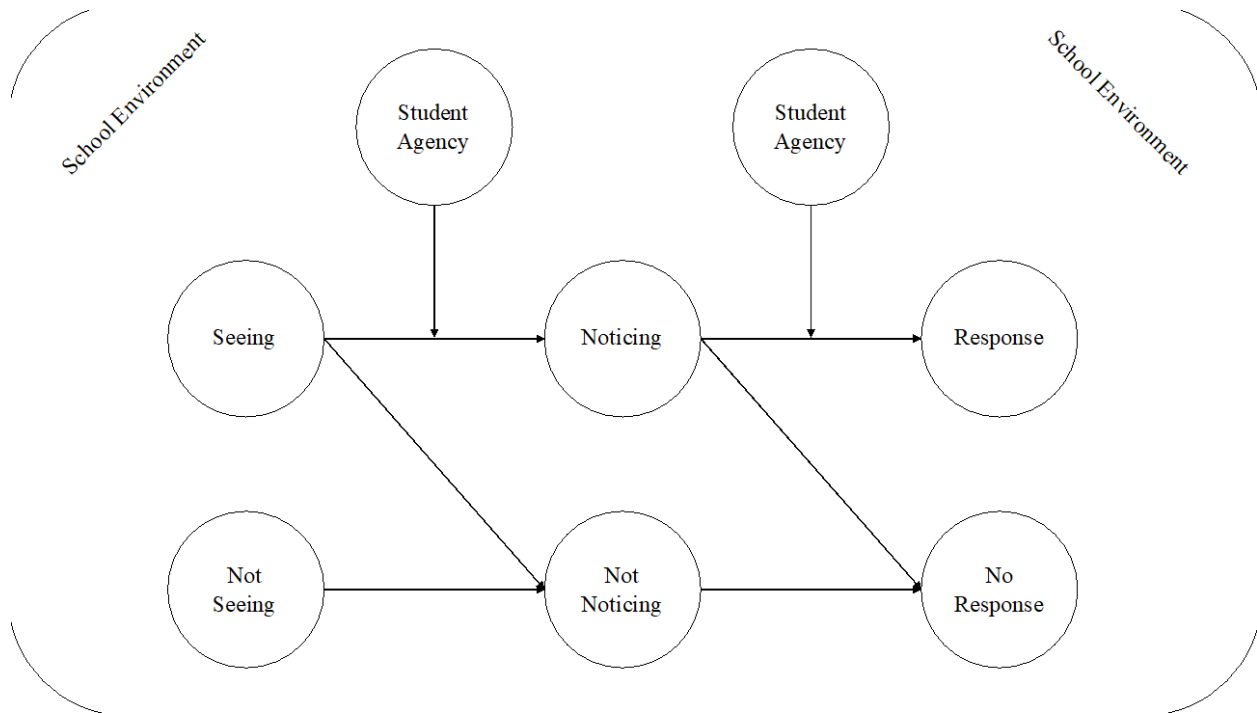 School Environment
School Environment
Student
Agency
Student
Agency
Seeing
Noticing
Response
Not
Seeing
Not
Noticing
No
Response